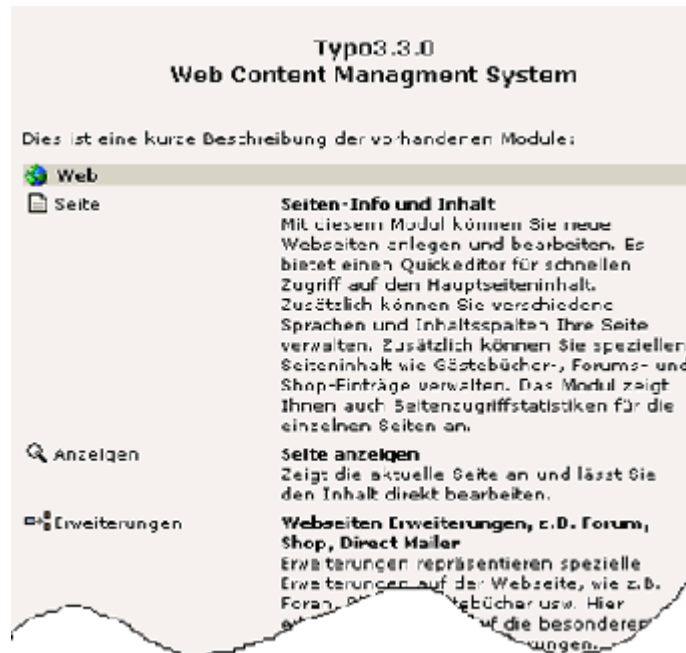 Typo3.3.0
Web Content Managment System
Dies ist eine kurze Beschreibung der vorhandenen Module:
Web
Seite
Seiten-Info und Inhalt
Mit diesem Modul können Sie neue
Webseiten anlegen und bearbeiten. Es
bietet einen Quickeditor für schnellen
Zugriff auf den Hauptseiteninhalt.
Zusätzlich können Sie verschiedene
Sprachen und Inhaltsspalten Ihre Seite
verwalten. Zusätzlich können Sie speziellen
Seiteninhalt wie Gästebücher-, Forums- und
Shop-Einträge verwalten. Das Modul zeigt
Ihnen auch Seitenzugriffstatistiken für die
einzelnen Seiten an.
Anzeigen
Seite anzeigen
Zeigt die aktuelle Seite an und lässt Sie
den Inhalt direkt bearbeiten.
Erweiterungen
Webseiten Erweiterungen, z.B. Forum,
Shop, Direct Mailer
Erweiterungen repräsentieren spezielle
Erweiterungen auf der Webseite, wie z.B.
Foren, usw. Hier
auf die besonderen